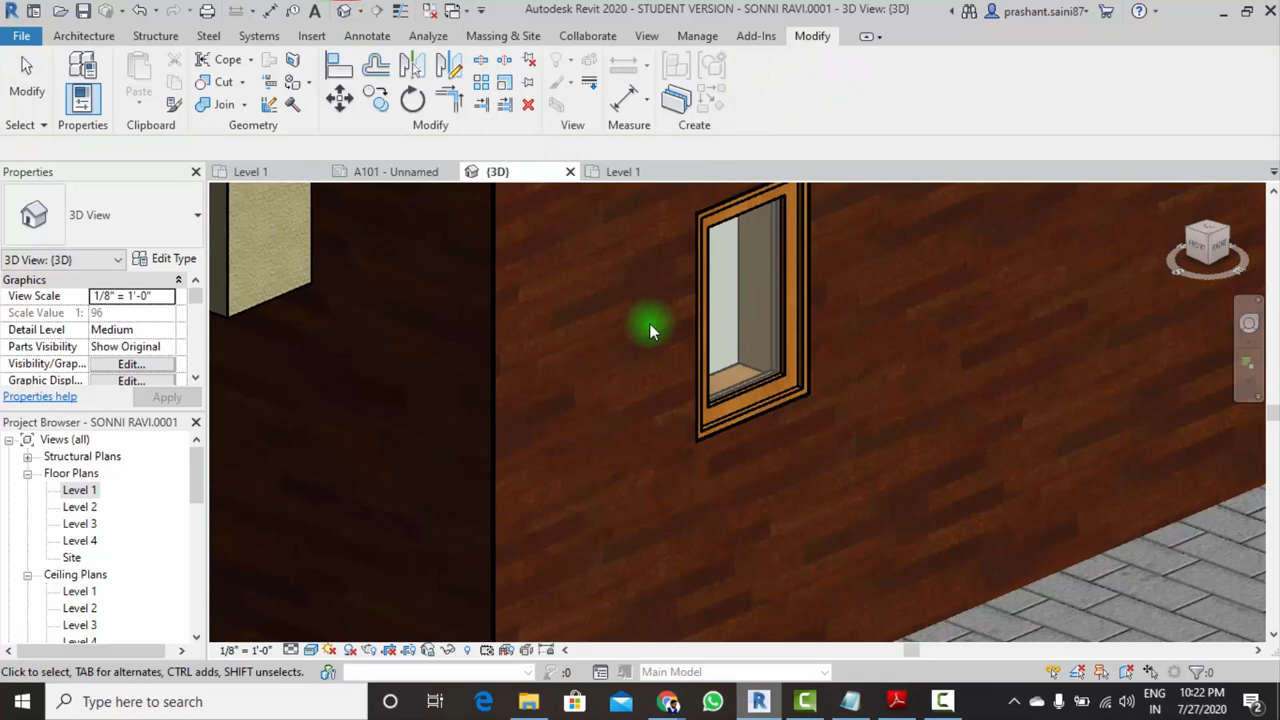 Autodesk Revit 2020 - STUDENT VERSION - SONNI RAVI.0001 - 3D View: {3D}
prashant.saini87
File
Architecture
Structure
Steel
Systems
Insert
Annotate
Analyze
Massing & Site
Collaborate
View
Manage
Add-Ins
Modify
Cope
Cut
Join
Modify
Paste
Select
Properties
Clipboard
Geometry
Modify
View
Measure
Create
Properties
Level 1
A101 - Unnamed
{3D}
Level 1
3D View
3D View: {3D}
Edit Type
Graphics
View Scale 1/8" = 1'-0"
Scale Value 1: 96
Detail Level Medium
Parts Visibility Show Original
Visibility/Grap... Edit...
Graphic Displ... Edit...
Properties help
Apply
FRONT
RIGHT
Project Browser - SONNI RAVI.0001
Views (all)
Structural Plans
Floor Plans
Level 1
Level 2
Level 3
Level 4
Site
Ceiling Plans
Level 1
Level 2
Level 3
Level 4
1/8" = 1'-0"
Click to select, TAB for alternates, CTRL adds, SHIFT unselects.
:0
Main Model
:0
Type here to search
ENG
IN
10:22 PM
7/27/2020
2